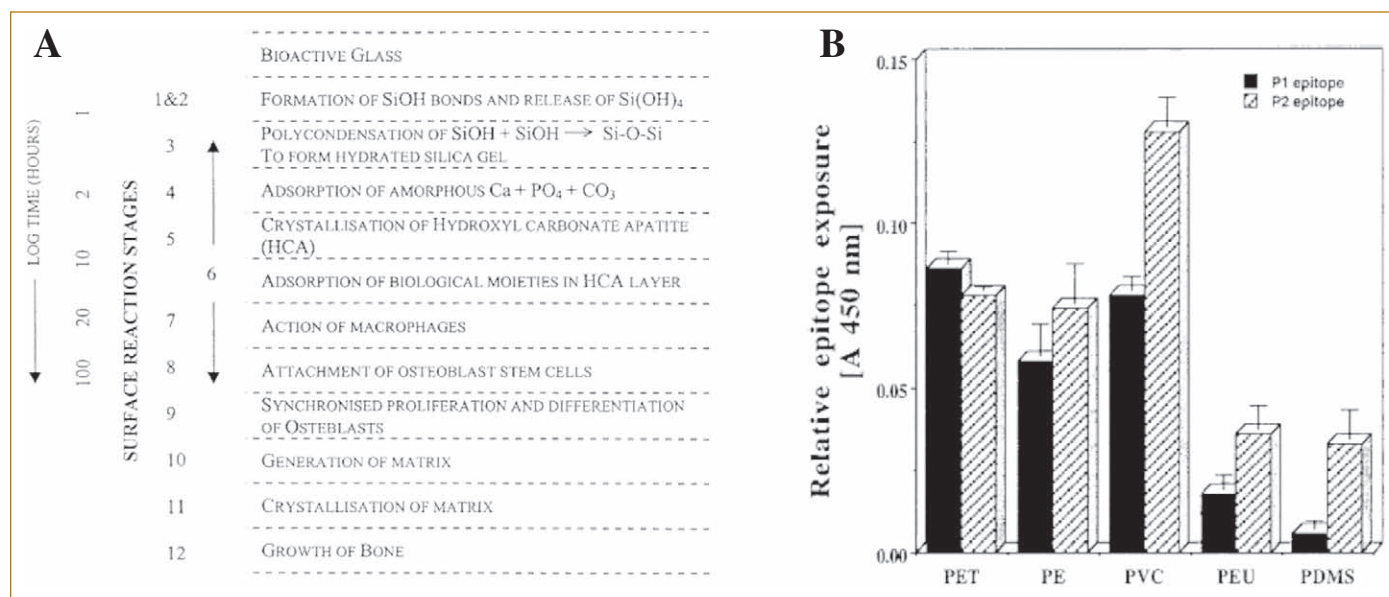 A
BIOACTIVE GLASS
1&2 FORMATION OF SiOH BONDS AND RELEASE OF Si(OH)₄
3 POLYCONDENSATION OF SiOH + SiOH → Si-O-Si
TO FORM HYDRATED SILICA GEL
4 ADSORPTION OF AMORPHOUS Ca + PO₄ + CO₃
5 CRYSTALLISATION OF HYDROXYL CARBONATE APATITE
(HCA)
6 ADSORPTION OF BIOLOGICAL MOIETIES IN HCA LAYER
7 ACTION OF MACROPHAGES
8 ATTACHMENT OF OSTEOBLAST STEM CELLS
9 SYNCHRONISED PROLIFERATION AND DIFFERENTIATION
OF OSTEBLASTS
10 GENERATION OF MATRIX
11 CRYSTALLISATION OF MATRIX
12 GROWTH OF BONE
LOG TIME (HOURS)
1
2
10
20
100
SURFACE REACTION STAGES
B
P1 epitope
P2 epitope
Relative epitope exposure
[A 450 nm]
0.15
0.10
0.05
0.00
PET PE PVC PEU PDMS